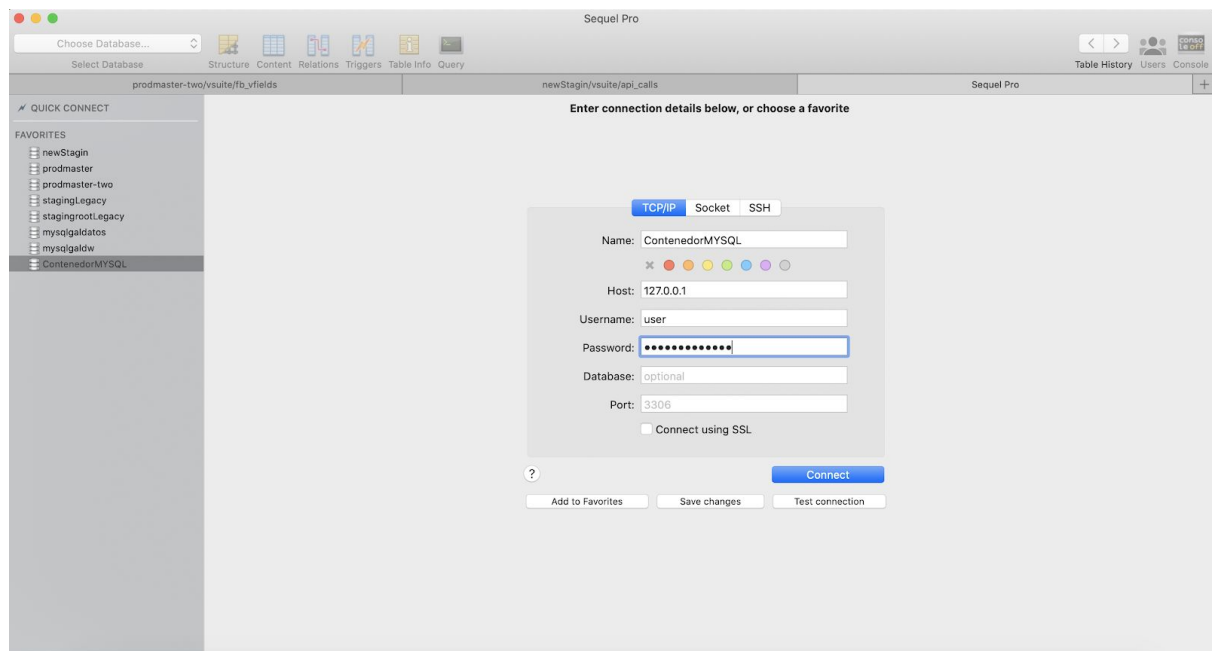 Sequel Pro
Choose Database...
Select Database Structure Content Relations Triggers Table Info Query Table History Users Console
conso
le off
prodmaster-two/vsuite/fb_vfields newStagin/vsuite/api_calls Sequel Pro
QUICK CONNECT
Enter connection details below, or choose a favorite
FAVORITES
newStagin
prodmaster
prodmaster-two
stagingLegacy
stagingrootLegacy
mysqlgaldatos
mysqlgaldw
ContenedorMYSQL
TCP/IP Socket SSH
Name: ContenedorMYSQL
Host: 127.0.0.1
Username: user
Password: •••••••••••••
Database: optional
Port: 3306
Connect using SSL
? Connect
Add to Favorites Save changes Test connection